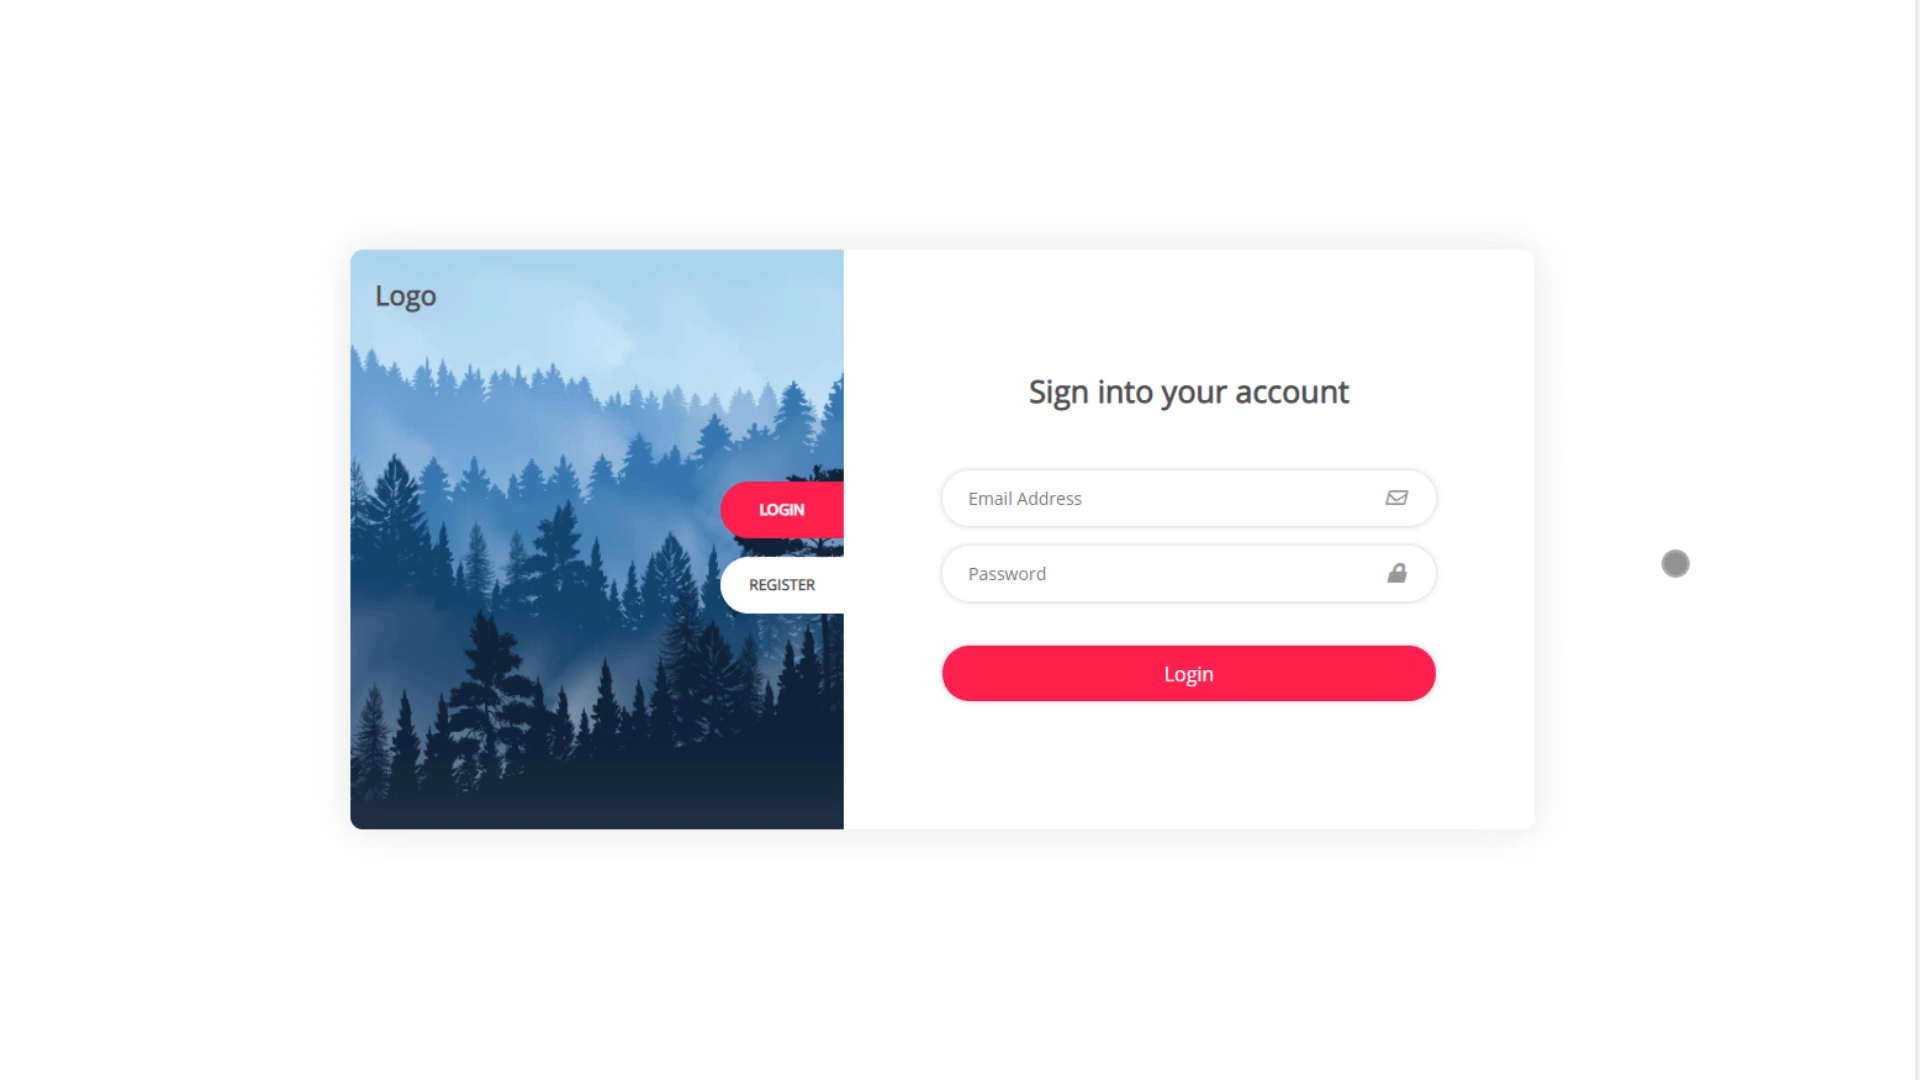 Logo
LOGIN
REGISTER
Sign into your account
Email Address
Password
Login